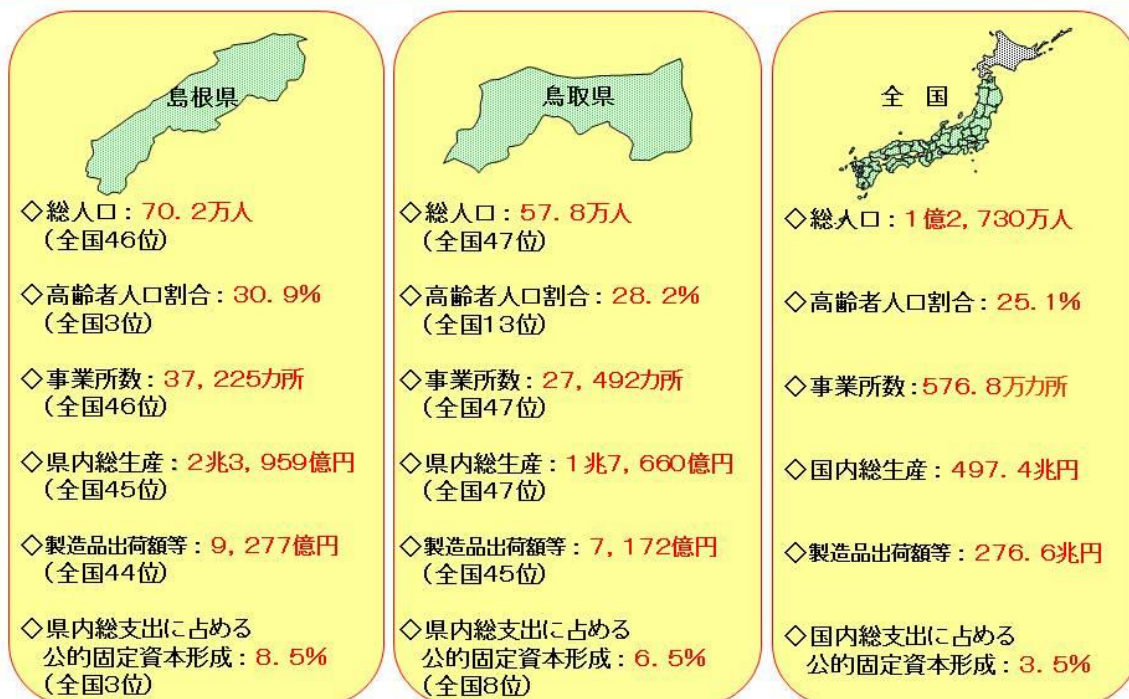 島根県
◇総人口：70．2万人
（全国46位）
◇高齢者人口割合：30．9％
（全国3位）
◇事業所数：37，225カ所
（全国46位）
◇県内総生産：2兆3，959億円
（全国45位）
◇製造品出荷額等：9，277億円
（全国44位）
◇県内総支出に占める
公的固定資本形成：8．5％
（全国3位）
鳥取県
◇総人口：57．8万人
（全国47位）
◇高齢者人口割合：28．2％
（全国13位）
◇事業所数：27，492カ所
（全国47位）
◇県内総生産：1兆7，660億円
（全国47位）
◇製造品出荷額等：7，172億円
（全国45位）
◇県内総支出に占める
公的固定資本形成：6．5％
（全国8位）
全　国
◇総人口：1億2，730万人
◇高齢者人口割合：25．1％
◇事業所数：576．8万カ所
◇国内総生産：497．4兆円
◇製造品出荷額等：276．6兆円
◇国内総支出に占める
公的固定資本形成：3．5％